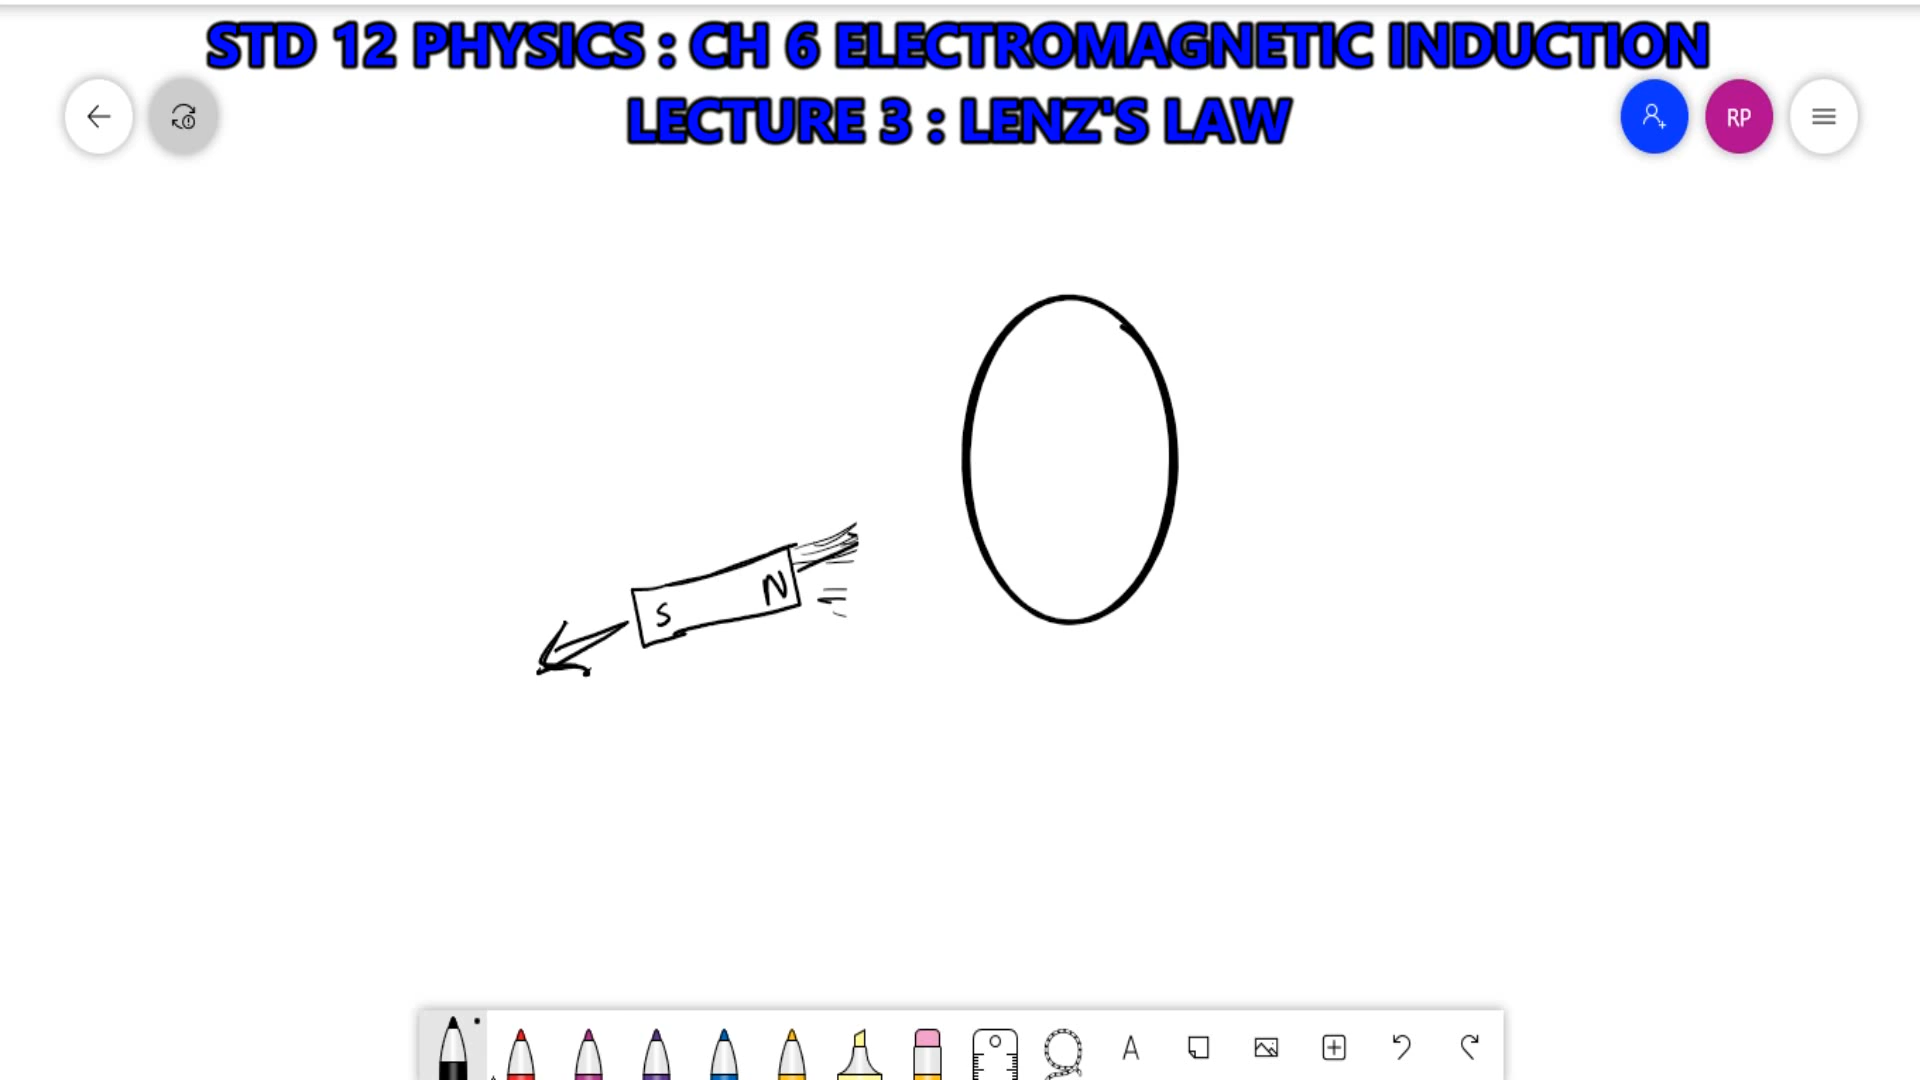 STD 12 PHYSICS : CH 6 ELECTROMAGNETIC INDUCTION
LECTURE 3 : LENZ'S LAW
RP
S N
A